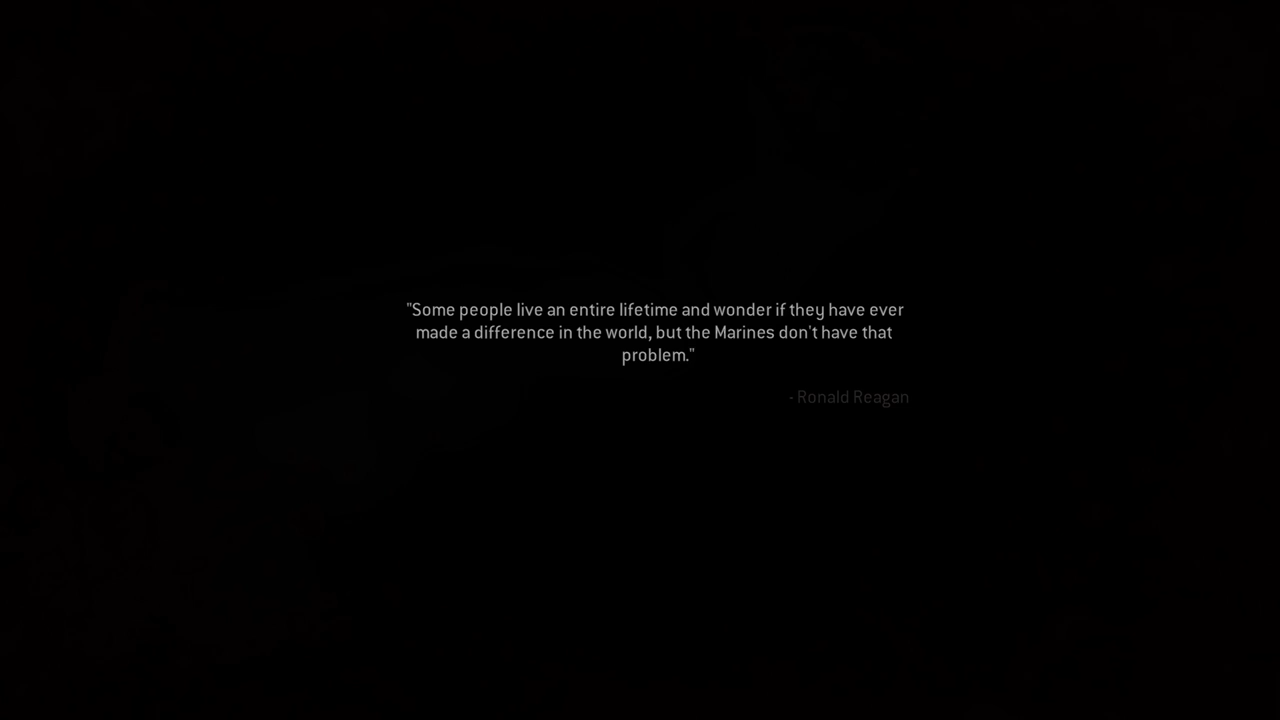 "Some people live an entire lifetime and wonder if they have ever
made a difference in the world, but the Marines don't have that
problem."
- Ronald Reagan